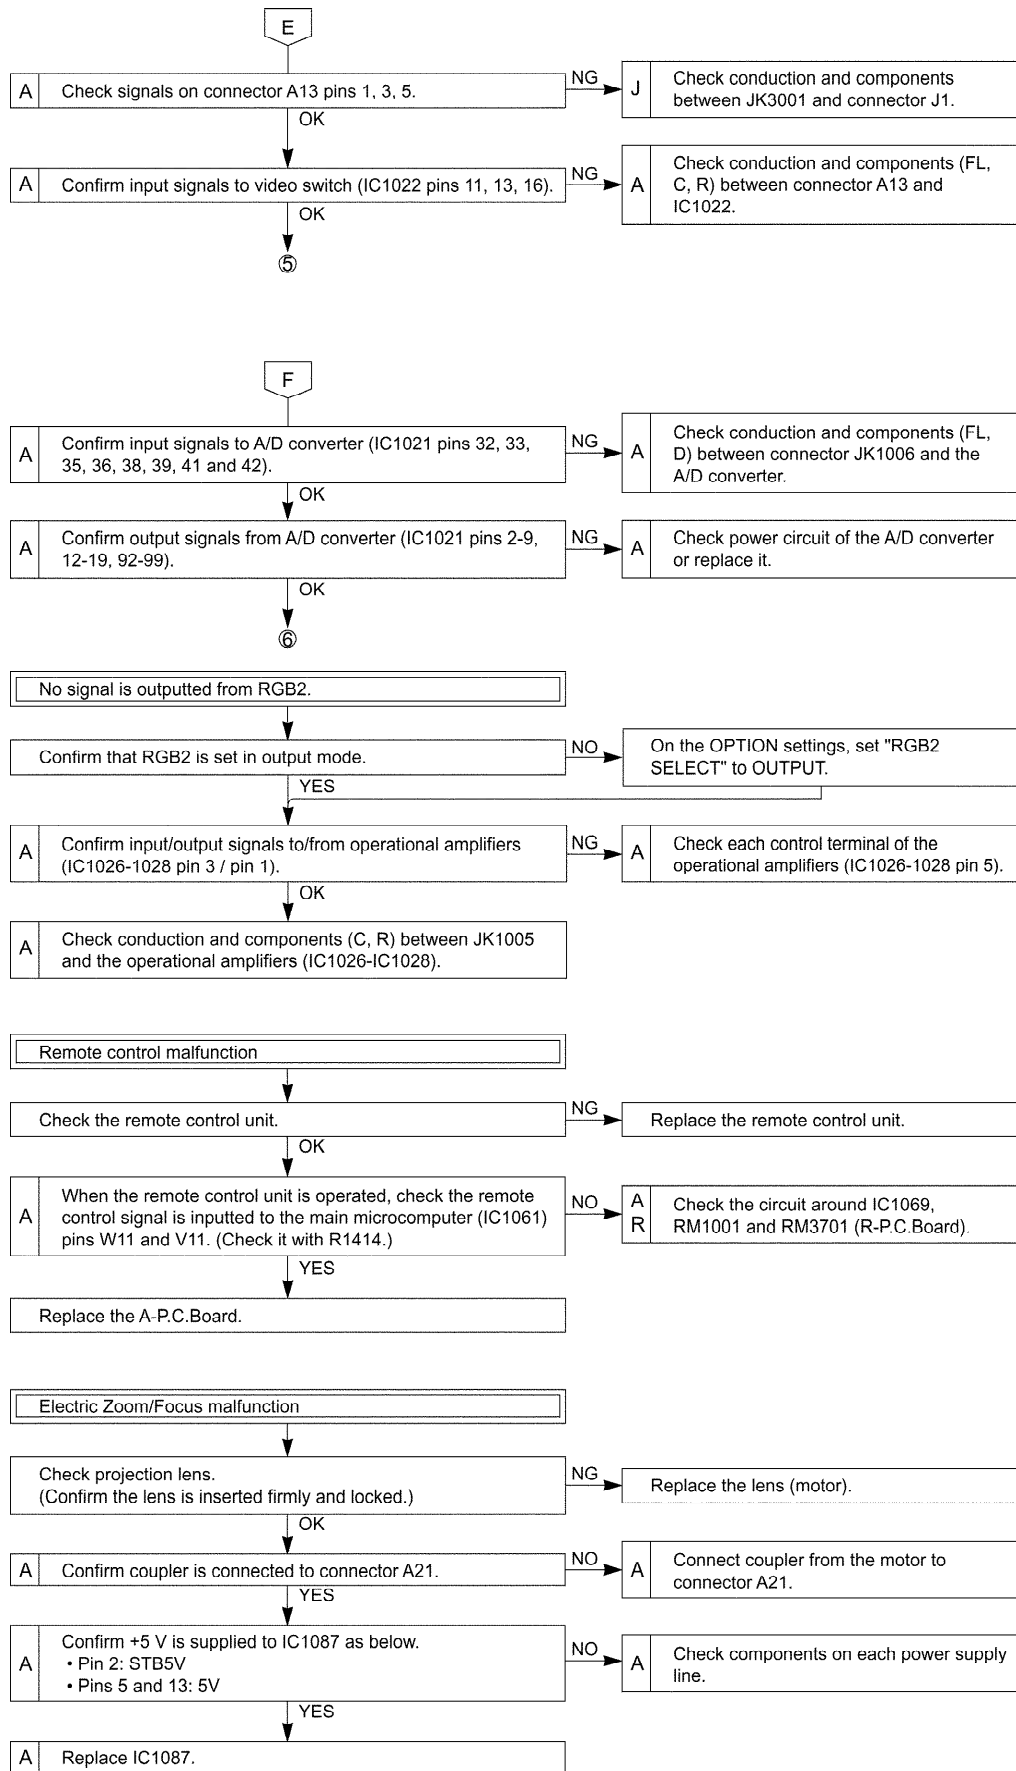 E
A
Check signals on connector A13 pins 1, 3, 5.
NG
J
Check conduction and components
between JK3001 and connector J1.
OK
A
Confirm input signals to video switch (IC1022 pins 11, 13, 16).
NG
A
Check conduction and components (FL,
C, R) between connector A13 and
IC1022.
OK
⑤
F
A
Confirm input signals to A/D converter (IC1021 pins 32, 33,
35, 36, 38, 39, 41 and 42).
NG
A
Check conduction and components (FL,
D) between connector JK1006 and the
A/D converter.
OK
A
Confirm output signals from A/D converter (IC1021 pins 2-9,
12-19, 92-99).
NG
A
Check power circuit of the A/D converter
or replace it.
OK
⑥
No signal is outputted from RGB2.
Confirm that RGB2 is set in output mode.
NO
On the OPTION settings, set "RGB2
SELECT" to OUTPUT.
YES
A
Confirm input/output signals to/from operational amplifiers
(IC1026-1028 pin 3 / pin 1).
NG
A
Check each control terminal of the
operational amplifiers (IC1026-1028 pin 5).
OK
A
Check conduction and components (C, R) between JK1005
and the operational amplifiers (IC1026-IC1028).
Remote control malfunction
Check the remote control unit.
NG
Replace the remote control unit.
OK
A
When the remote control unit is operated, check the remote
control signal is inputted to the main microcomputer (IC1061)
pins W11 and V11. (Check it with R1414.)
NO
A
R
Check the circuit around IC1069,
RM1001 and RM3701 (R-P.C.Board).
YES
Replace the A-P.C.Board.
Electric Zoom/Focus malfunction
Check projection lens.
(Confirm the lens is inserted firmly and locked.)
NG
Replace the lens (motor).
OK
A
Confirm coupler is connected to connector A21.
NO
A
Connect coupler from the motor to
connector A21.
YES
A
Confirm +5 V is supplied to IC1087 as below.
• Pin 2: STB5V
• Pins 5 and 13: 5V
NO
A
Check components on each power supply
line.
YES
A
Replace IC1087.